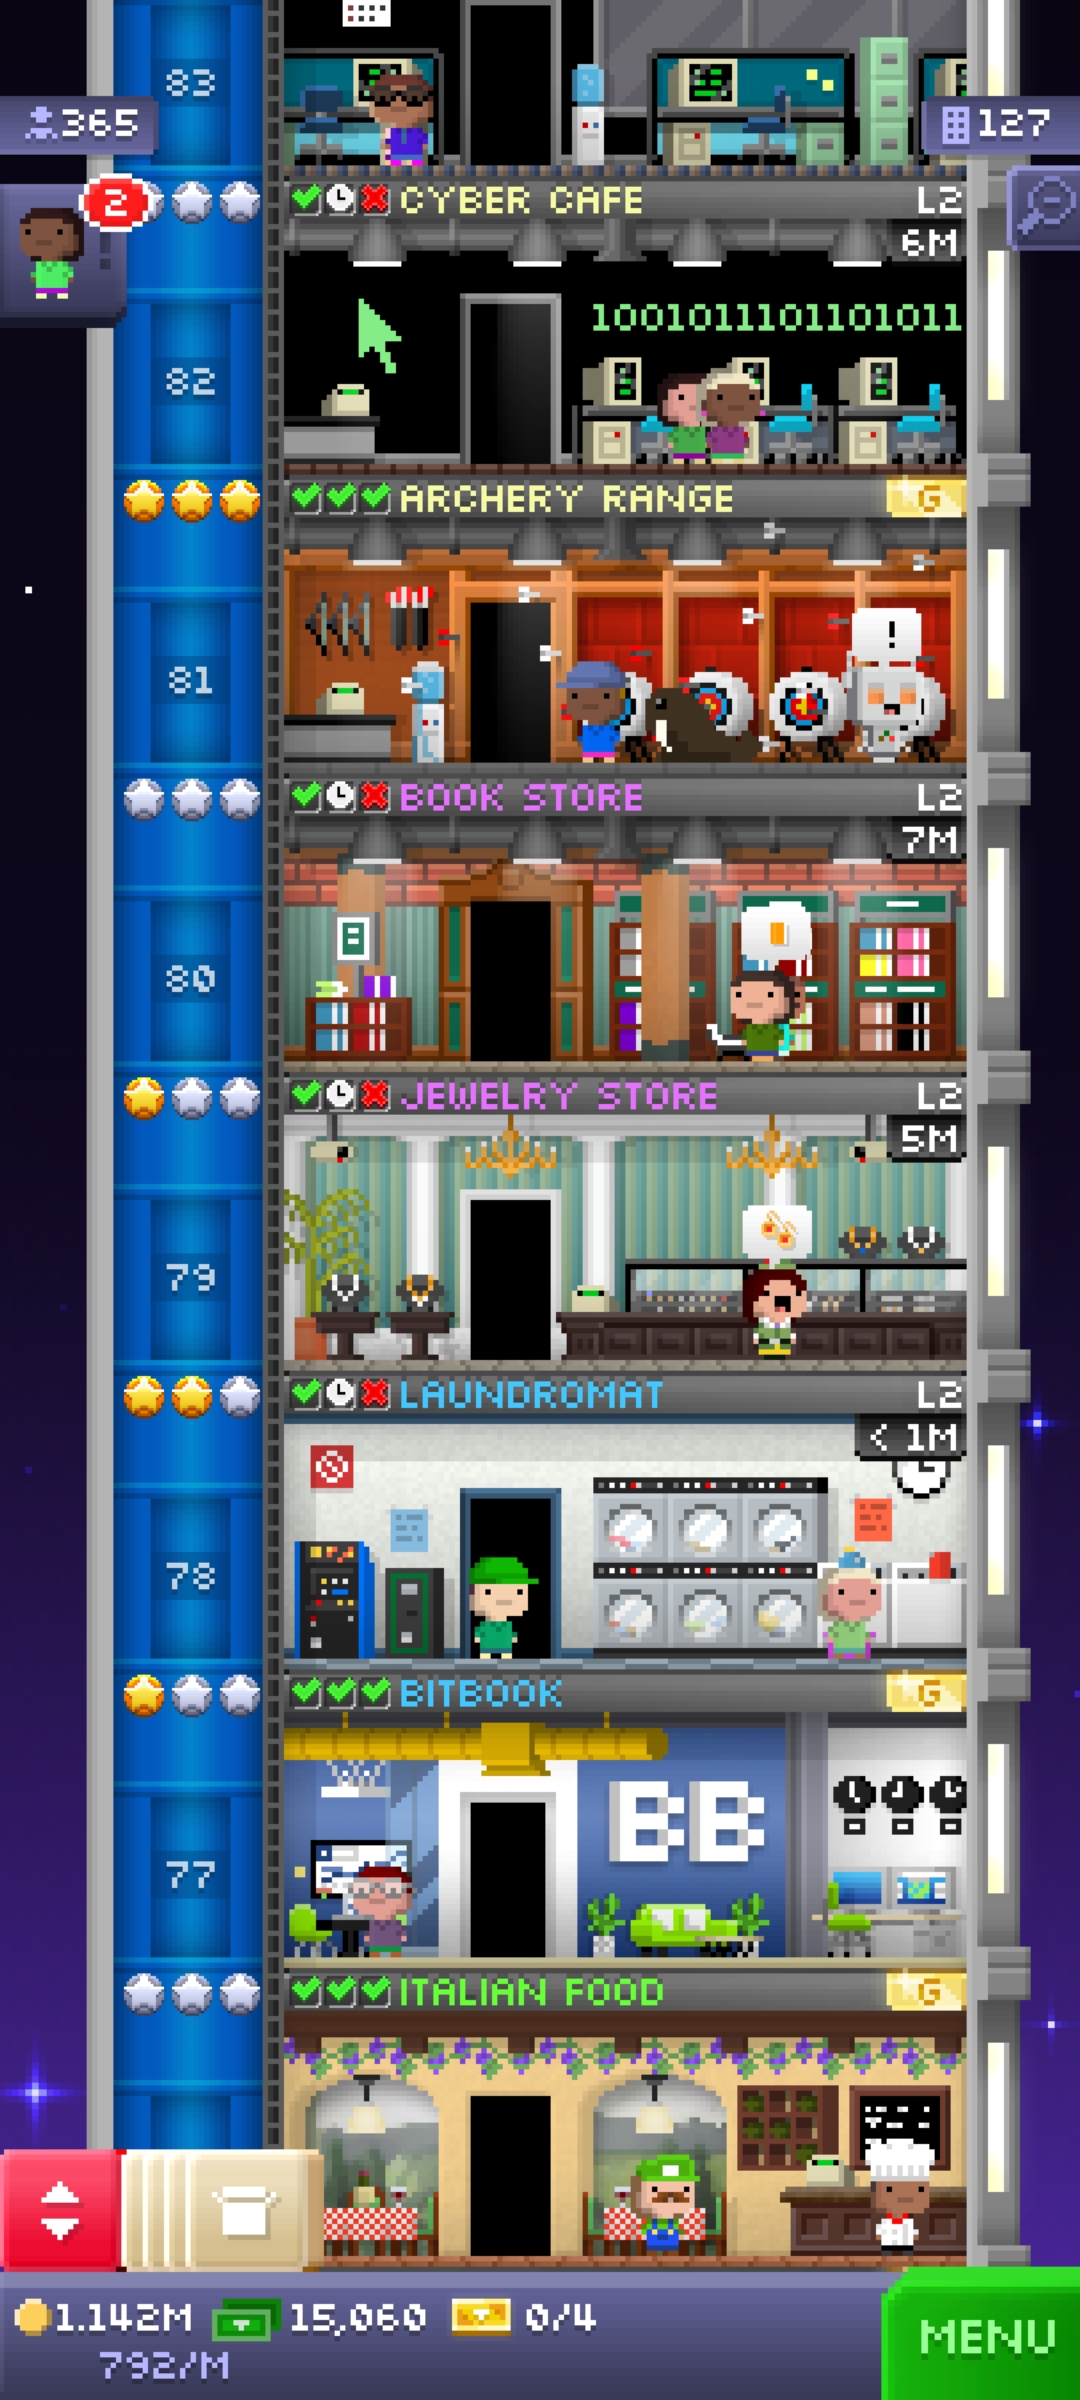 83
365
127
2
CYBER CAFE L2
6M
1001011101101011
82
ARCHERY RANGE G
!
81
BOOK STORE L2
7M
8
80
JEWELRY STORE L2
5M
79
LAUNDROMAT L2
< 1M
78
BITBOOK G
BB
77
ITALIAN FOOD G
1.142M 15,060 0/4
792/M
MENU